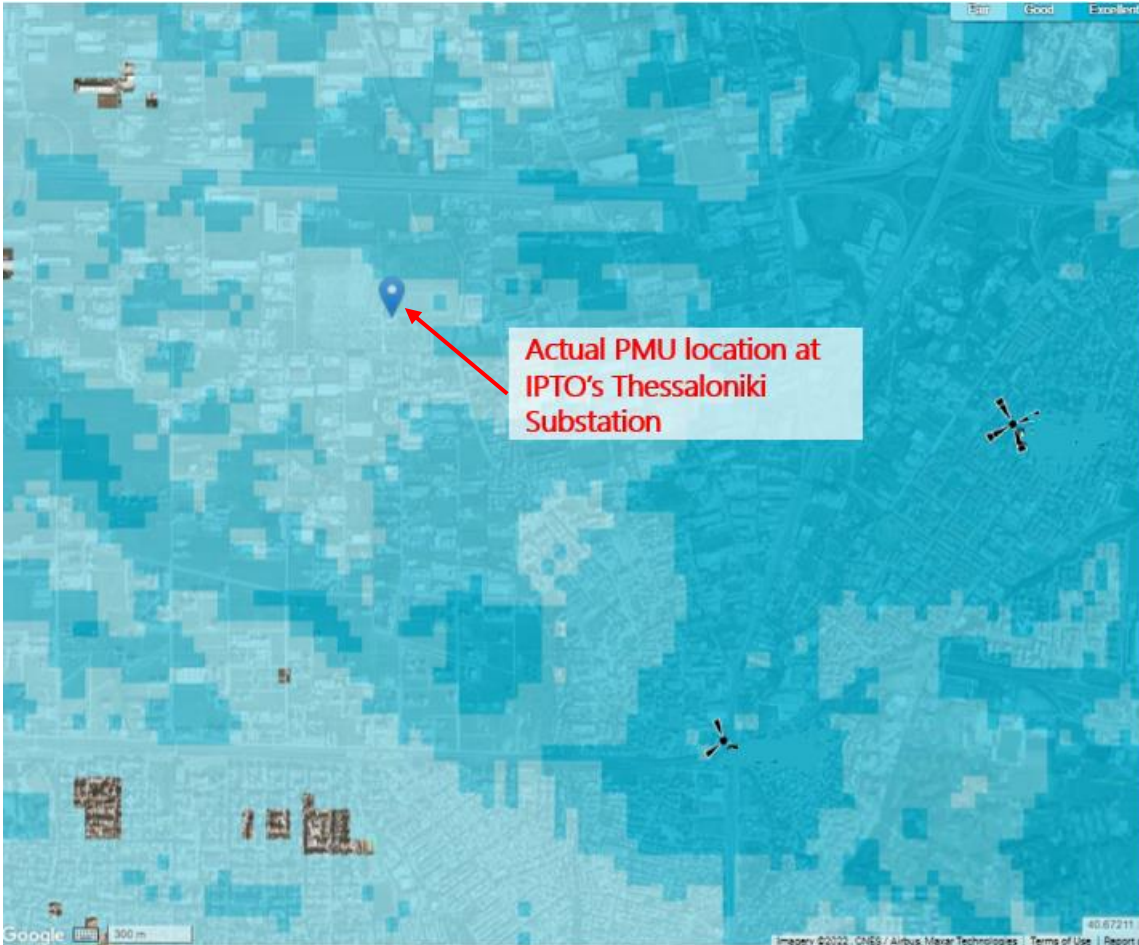 Fair Good Excellent
Actual PMU location at
IPTO's Thessaloniki
Substation
40.67211
Google 300 m
Imagery ©2022, CNES / Airbus, Maxar Technologies Terms of Use Report